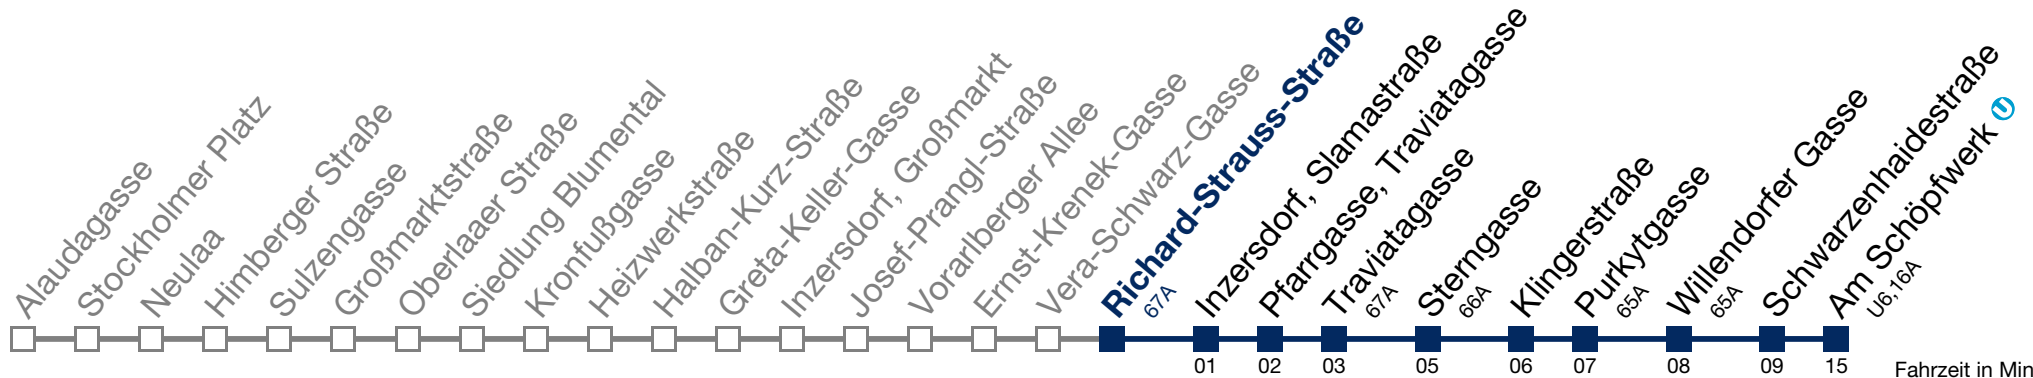 Alaudagasse
Stockholmer Platz
Neulaa
Himberger Straße
Sulzengasse
Großmarktstraße
Oberlaaer Straße
Siedlung Blumental
Kronfußgasse
Heizwerkstraße
Halban-Kurz-Straße
Greta-Keller-Gasse
Inzersdorf, Großmarkt
Josef-Prangl-Straße
Vorarlberger Allee
Ernst-Krenek-Gasse
Vera-Schwarz-Gasse
Richard-Strauss-Straße
67A
Inzersdorf, Slamastraße
Pfarrgasse, Traviatagasse
Traviatagasse
67A
Sterngasse
66A
Klingerstraße
Purkytgasse
65A
Willendorfer Gasse
65A
Schwarzenhaidestraße
Am Schöpfwerk U
U6,16A
01 02 03 05 06 07 08 09 15
Fahrzeit in Min